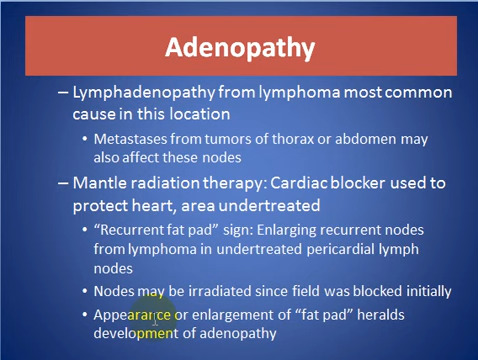 Adenopathy
– Lymphadenopathy from lymphoma most common
cause in this location
• Metastases from tumors of thorax or abdomen may
also affect these nodes
– Mantle radiation therapy: Cardiac blocker used to
protect heart, area undertreated
• "Recurrent fat pad" sign: Enlarging recurrent nodes
from lymphoma in undertreated pericardial lymph
nodes
• Nodes may be irradiated since field was blocked initially
• Appearance or enlargement of "fat pad" heralds
development of adenopathy